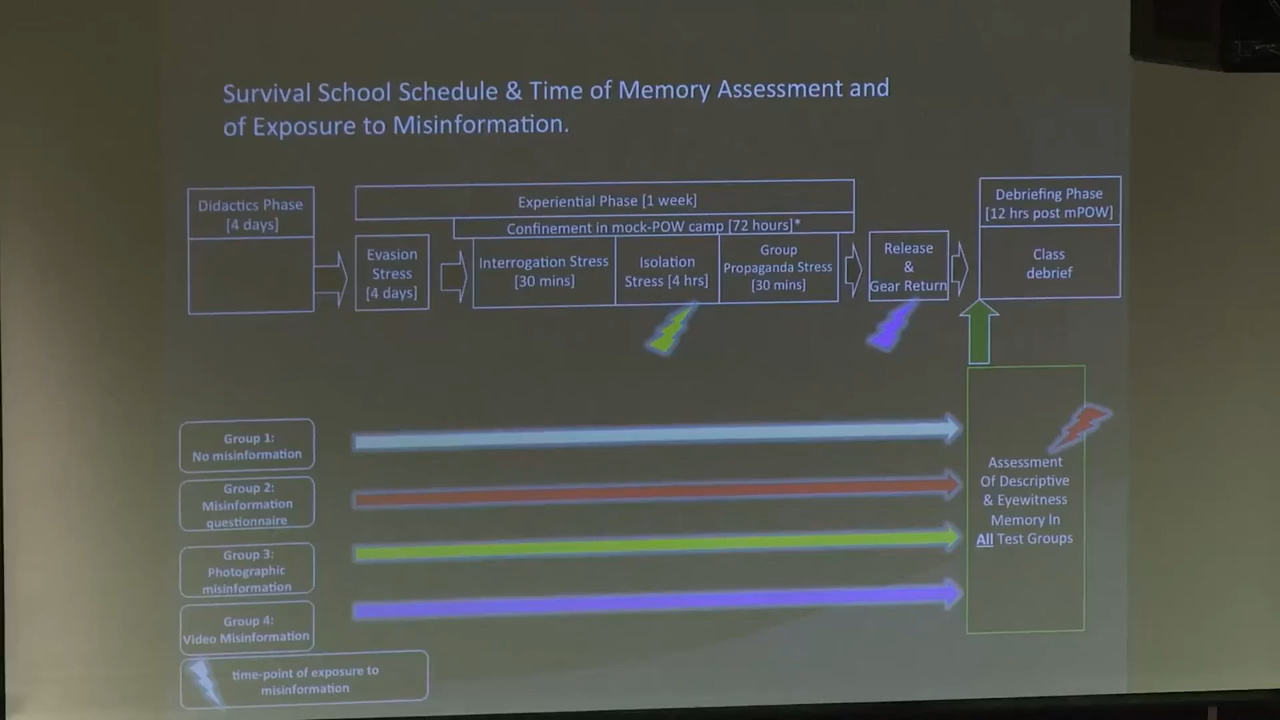 Survival School Schedule & Time of Memory Assessment and
of Exposure to Misinformation.
Didactics Phase
[4 days]
Experiential Phase [1 week]
Confinement in mock-POW camp [72 hours]*
Evasion
Stress
[4 days]
Interrogation Stress
[30 mins]
Isolation
Stress [4 hrs]
Group
Propaganda Stress
[30 mins]
Release
&
Gear Return
Debriefing Phase
[12 hrs post mPOW]
Class
debrief
Group 1:
No misinformation
Group 2:
Misinformation
questionnaire
Group 3:
Photographic
misinformation
Group 4:
Video Misinformation
time-point of exposure to
misinformation
Assessment
Of Descriptive
& Eyewitness
Memory In
All Test Groups